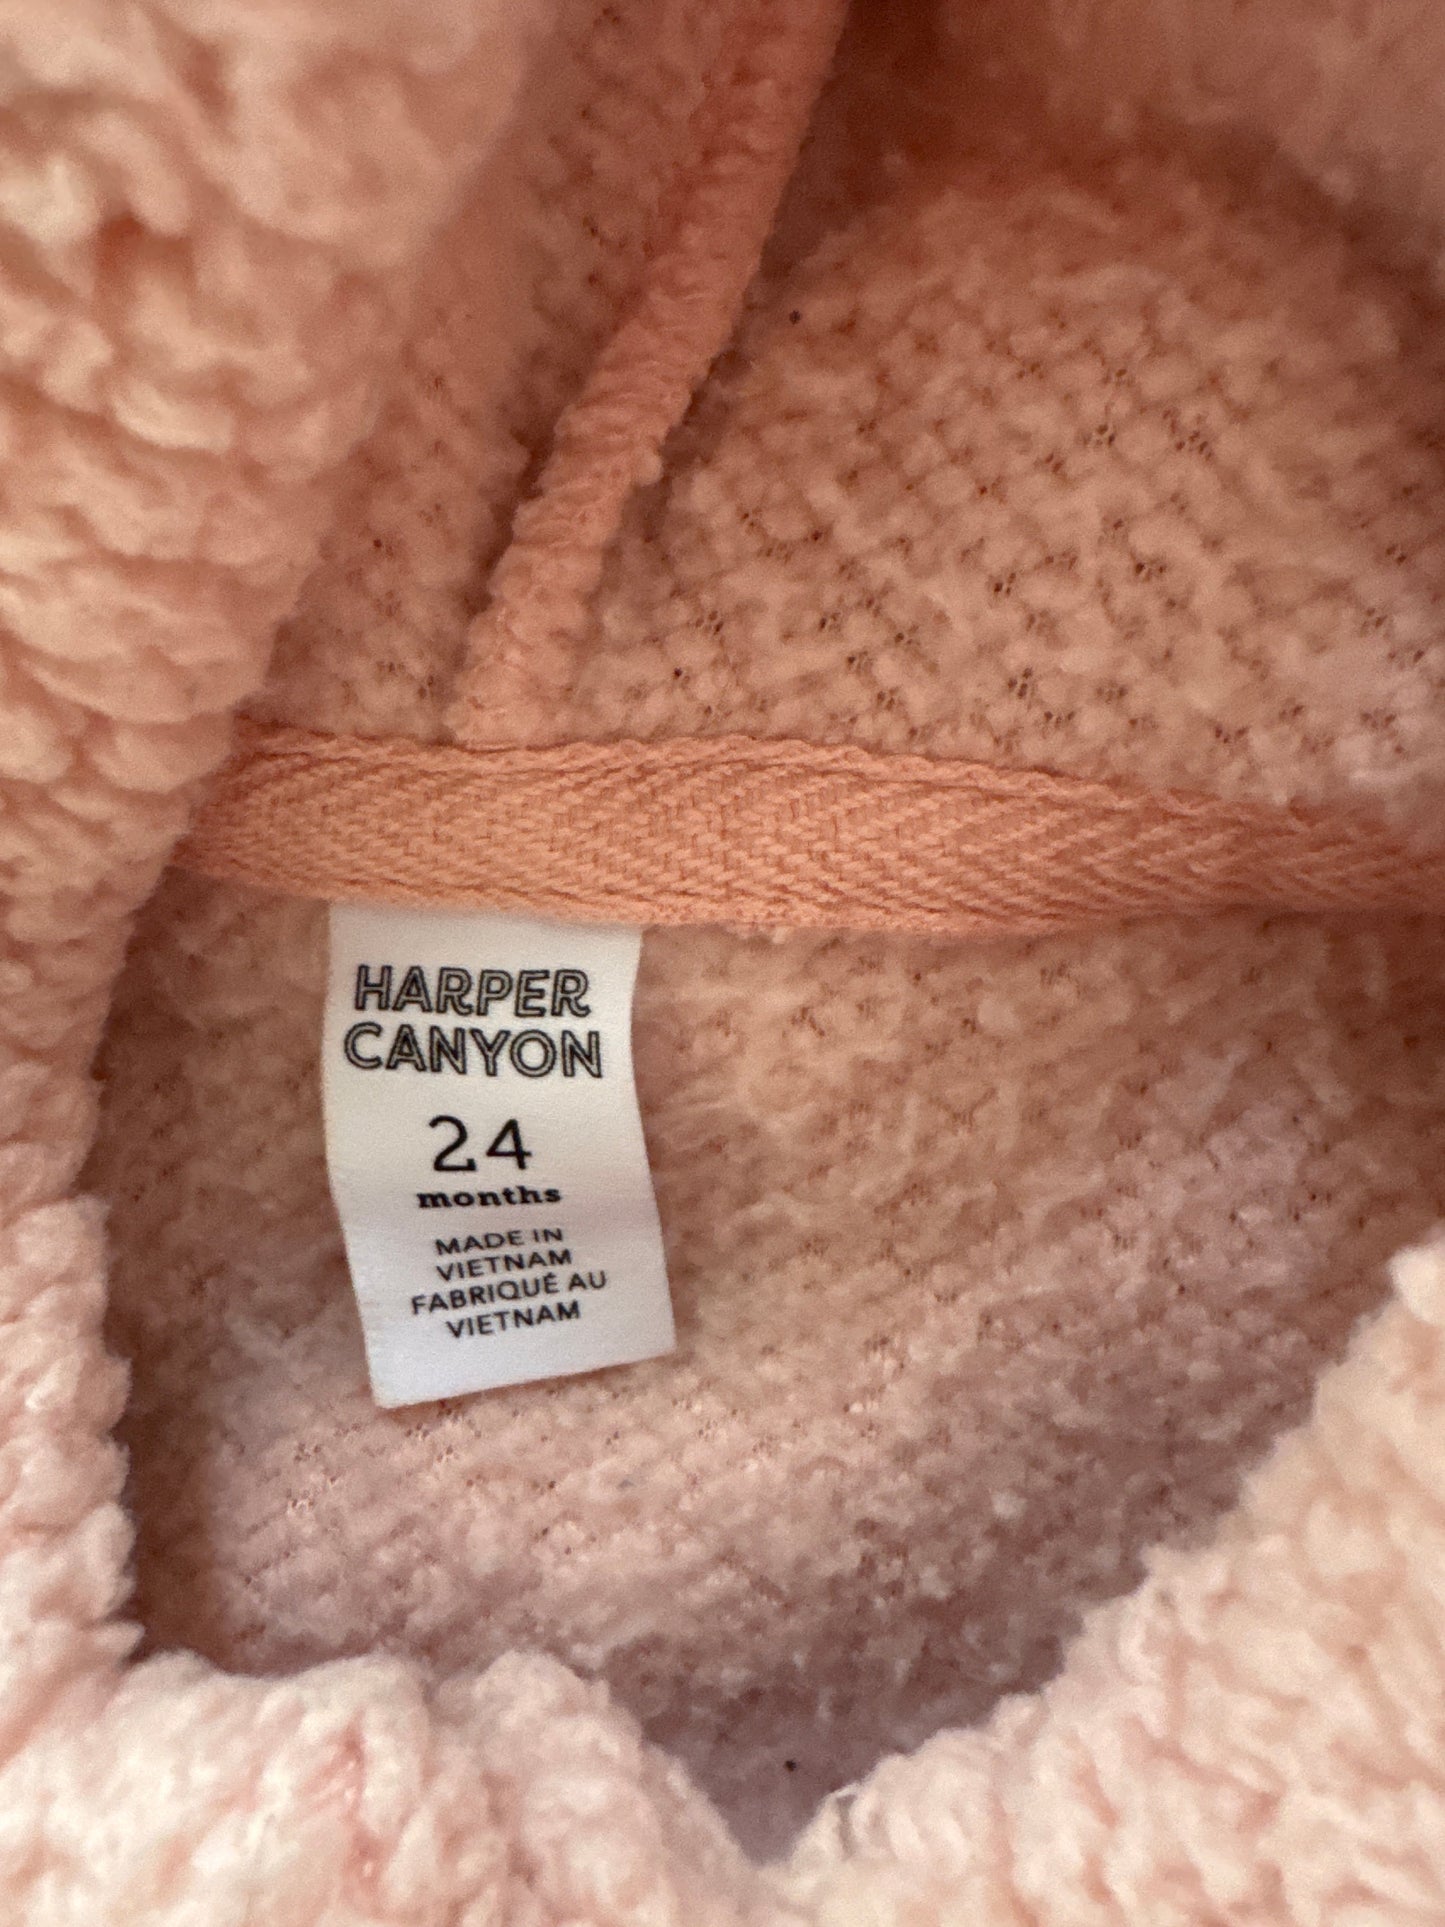 HARPER
CANYON
24
months
MADE IN
VIETNAM
FABRIQUÉ AU
VIETNAM